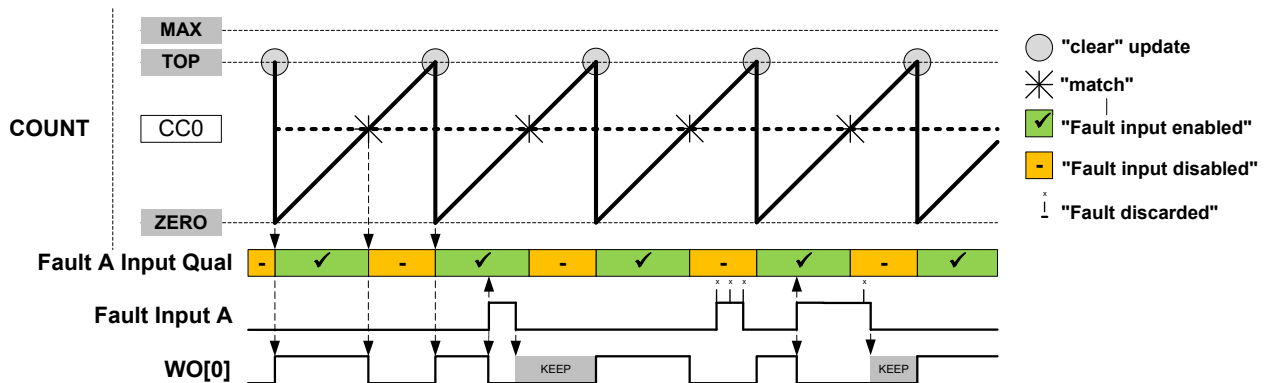 MAX
TOP
COUNT
CC0
ZERO
"clear" update
"match"
"Fault input enabled"
- "Fault input disabled"
x
"Fault discarded"
Fault A Input Qual
- ✓ - ✓ - ✓ - ✓ - ✓
x x x x
Fault Input A
WO[0]
KEEP KEEP